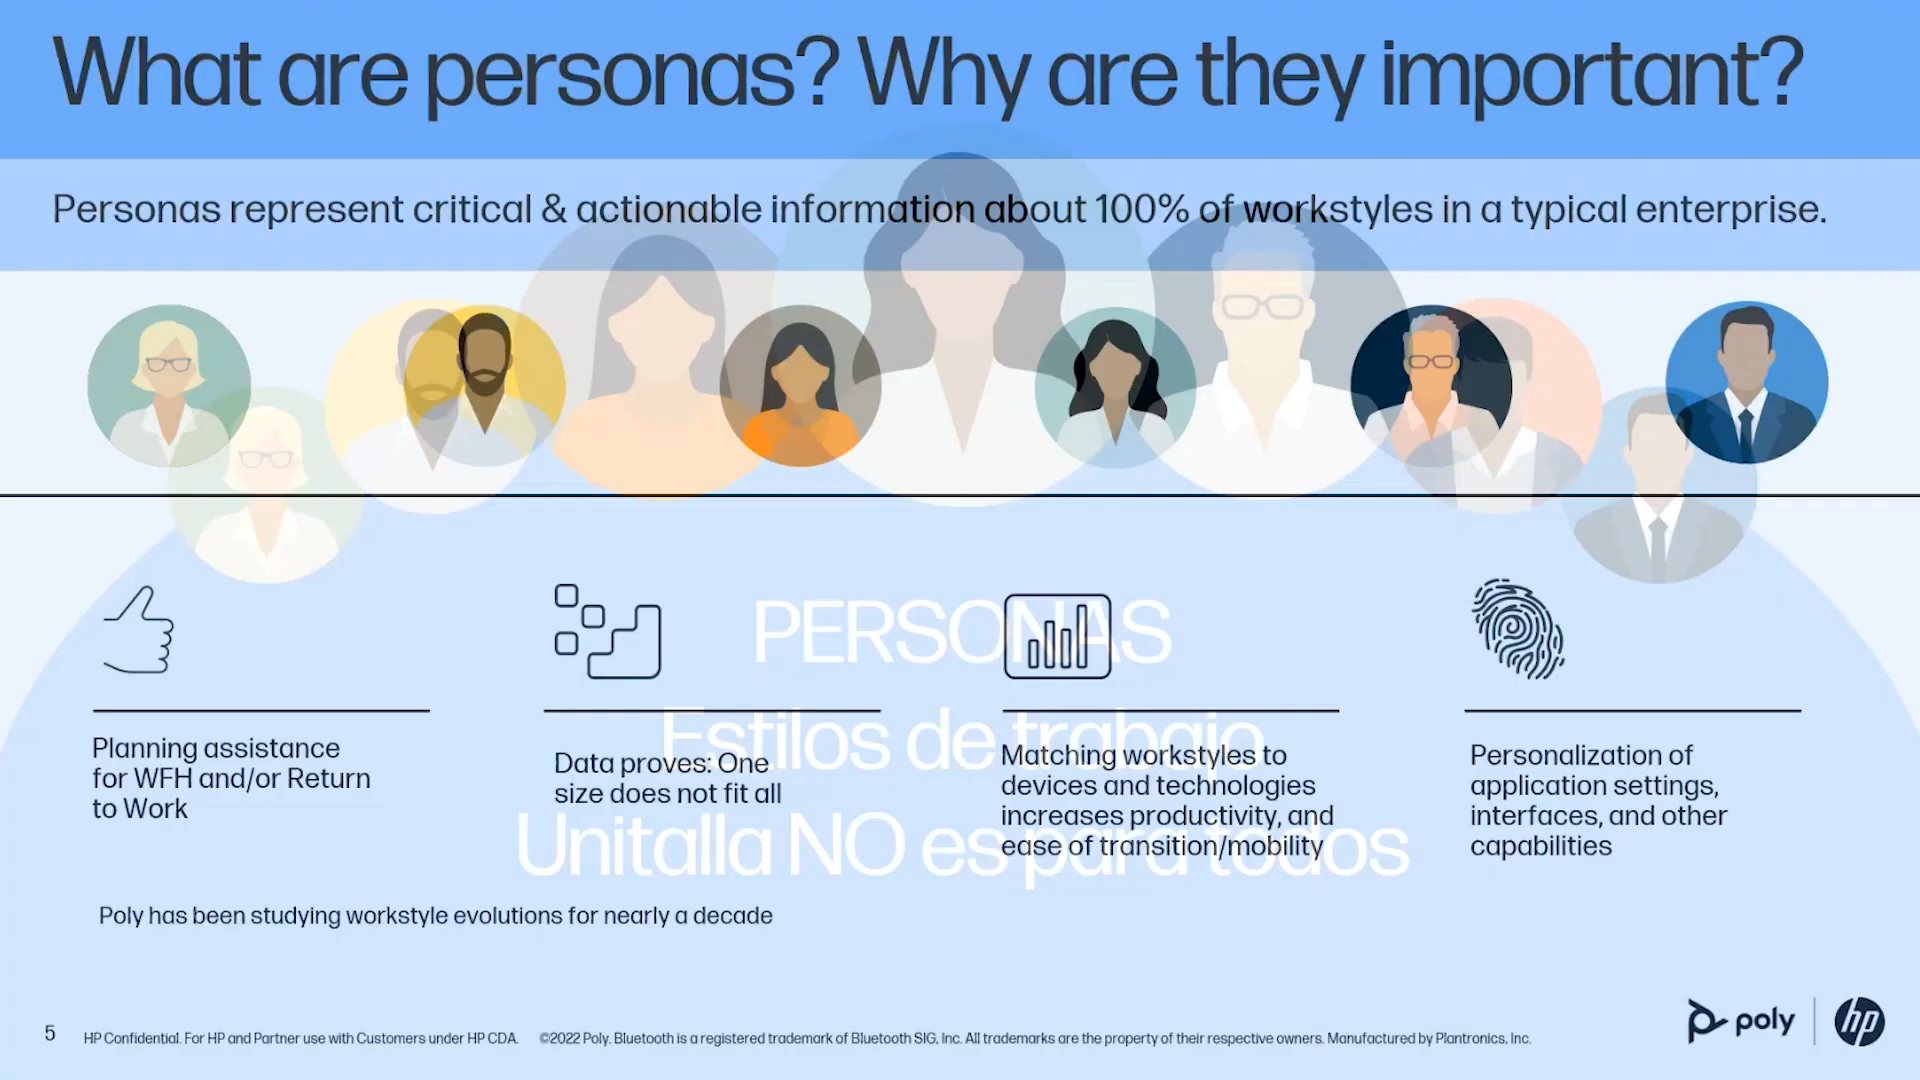 What are personas? Why are they important?
Personas represent critical & actionable information about 100% of workstyles in a typical enterprise.
PERSONAS
Estilos de trabajo
Unitalla NO es para todos
Planning assistance
for WFH and/or Return
to Work
Data proves: One
size does not fit all
Matching workstyles to
devices and technologies
increases productivity, and
ease of transition/mobility
Personalization of
application settings,
interfaces, and other
capabilities
Poly has been studying workstyle evolutions for nearly a decade
5
HP Confidential. For HP and Partner use with Customers under HP CDA. ©2022 Poly. Bluetooth is a registered trademark of Bluetooth SIG, Inc. All trademarks are the property of their respective owners. Manufactured by Plantronics, Inc.
poly
hp